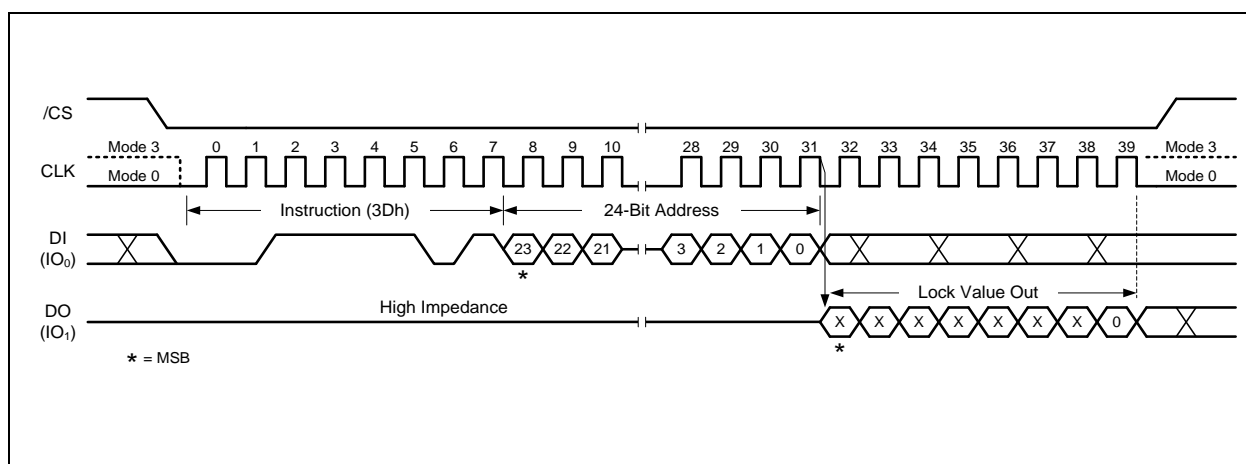 /CS
Mode 3 0 1 2 3 4 5 6 7 8 9 10 28 29 30 31 32 33 34 35 36 37 38 39 Mode 3
CLK
Mode 0 Mode 0
Instruction (3Dh) 24-Bit Address
DI
(IO0) 23 22 21 3 2 1 0
*
High Impedance Lock Value Out
DO
(IO1) X X X X X X X 0
*
* = MSB